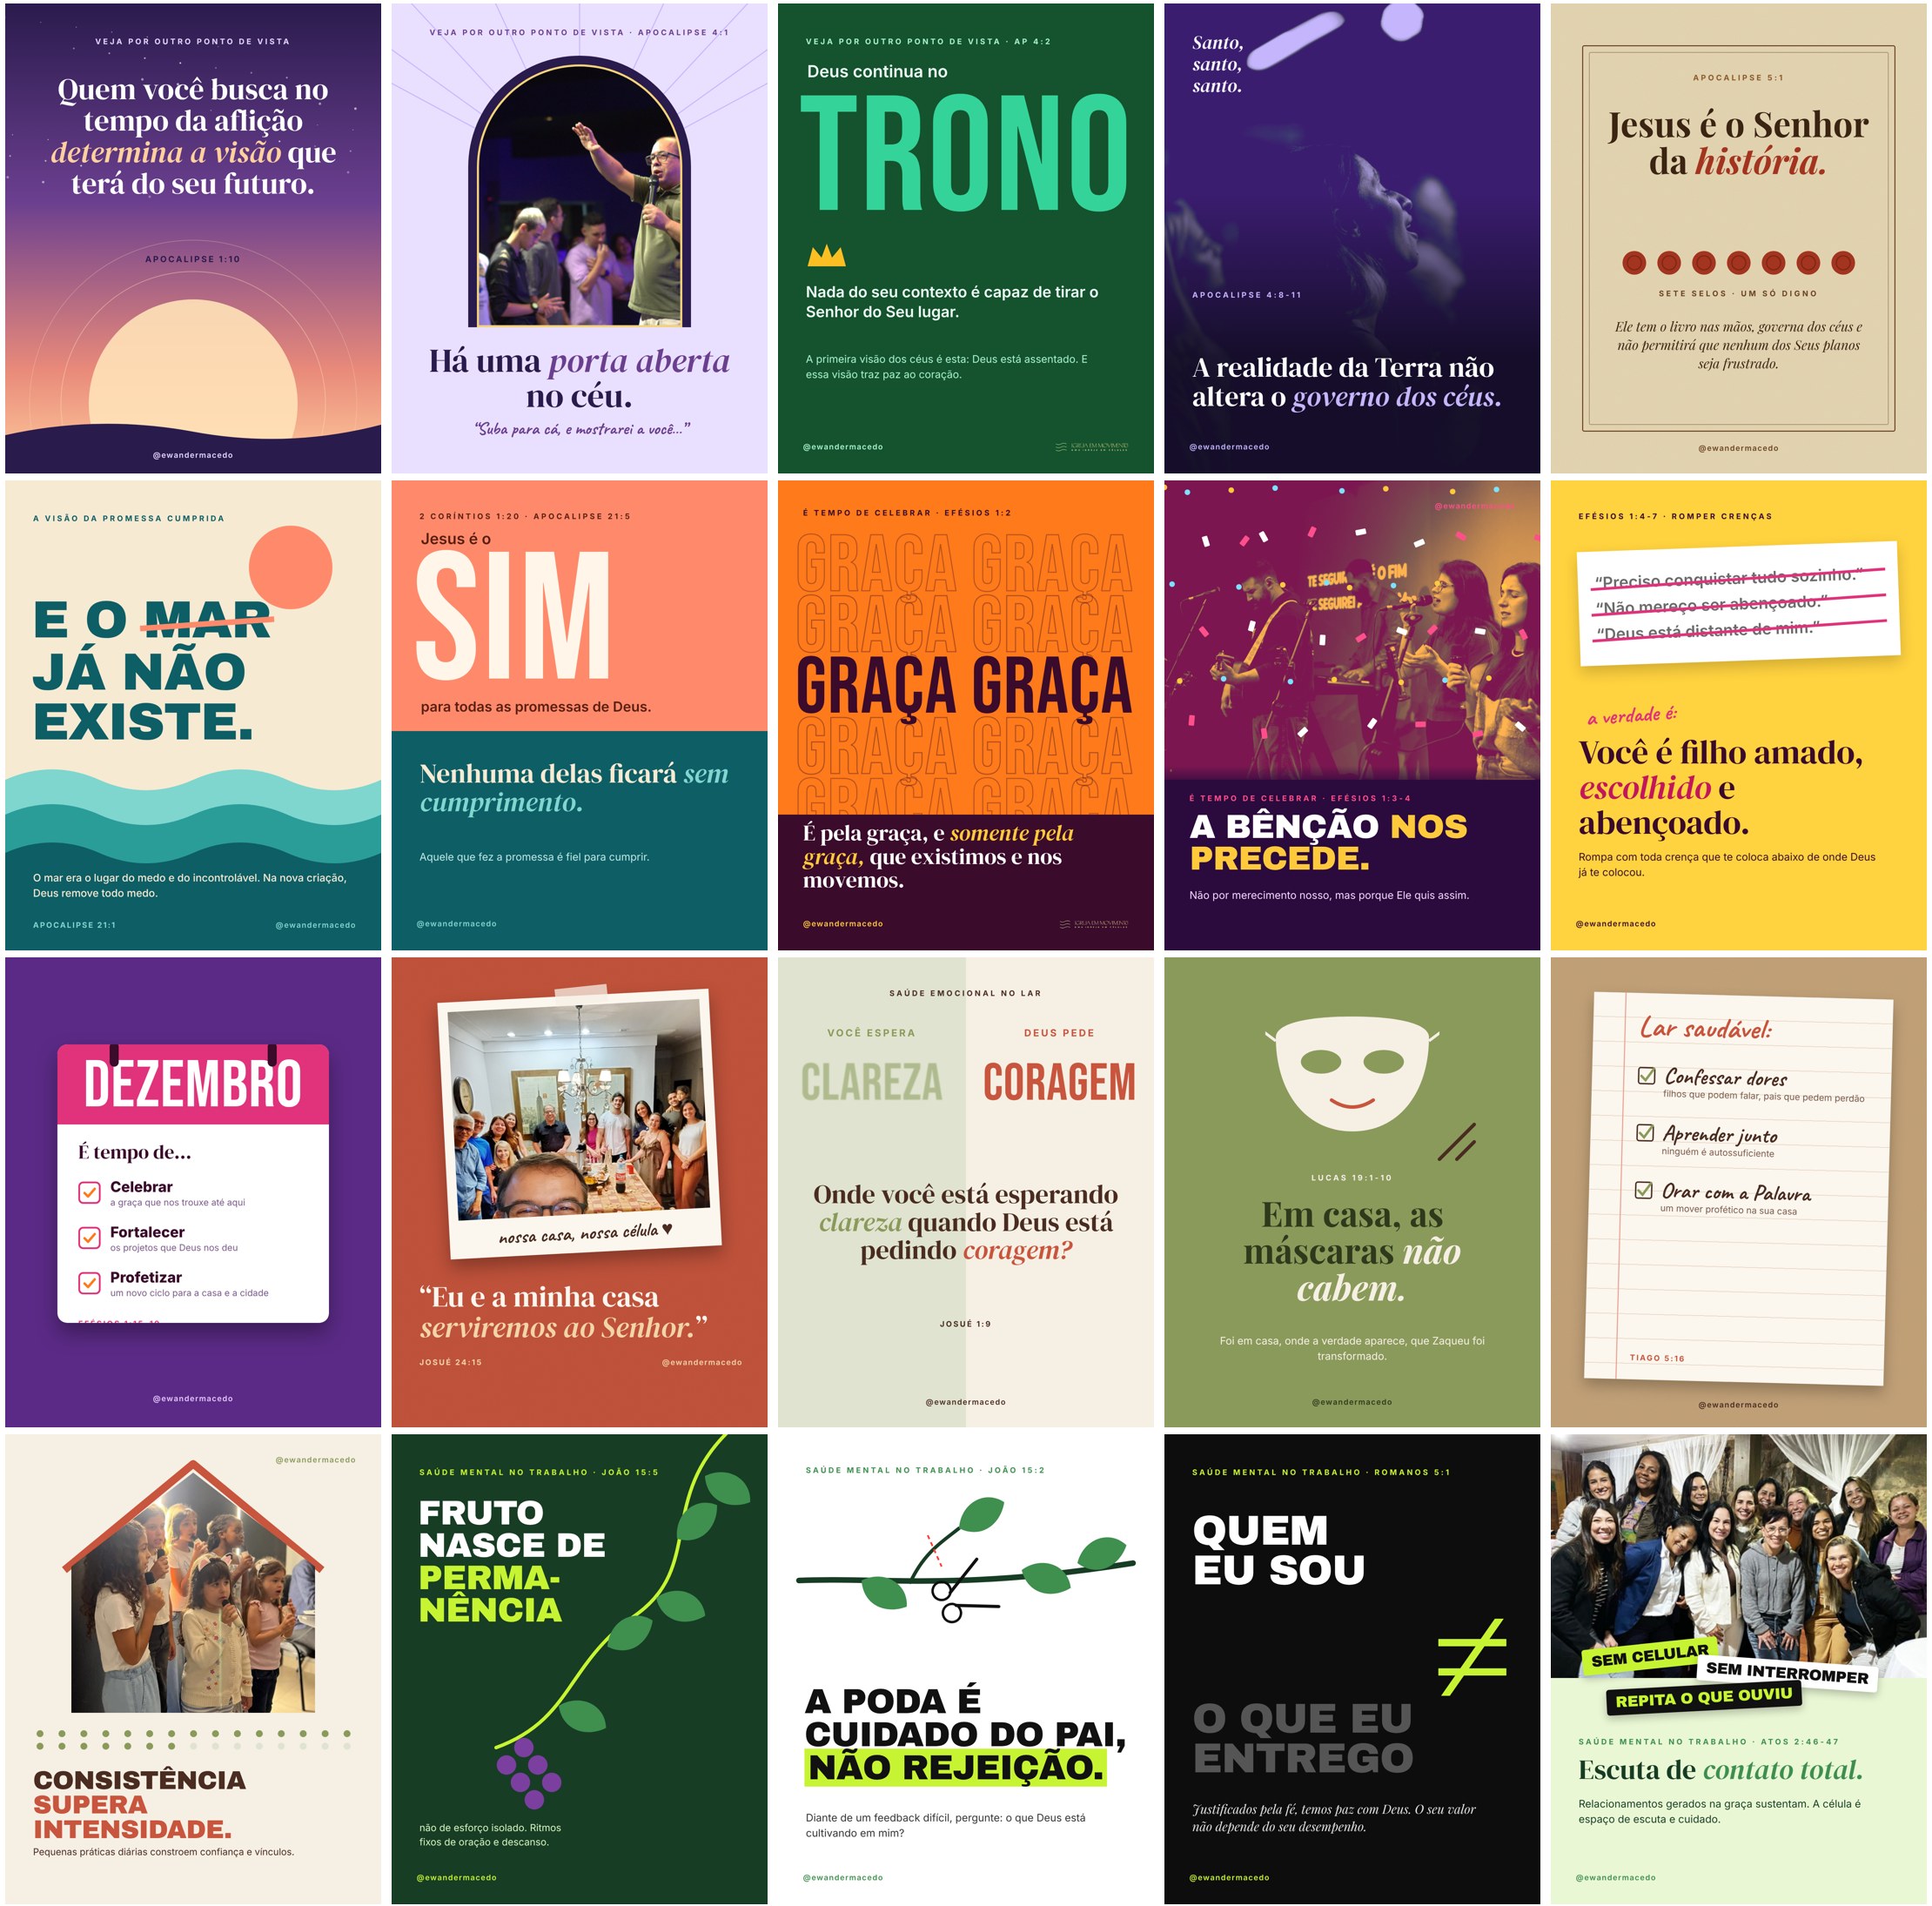 VEJA POR OUTRO PONTO DE VISTA
Quem você busca no
tempo da aflição
determina a visão que
terá do seu futuro.
APOCALIPSE 1:10
@ewandermacedo
VEJA POR OUTRO PONTO DE VISTA · APOCALIPSE 4:1
Há uma porta aberta
no céu.
“Suba para cá, e mostrarei a você...”
VEJA POR OUTRO PONTO DE VISTA · AP 4:2
Deus continua no
TRONO
Nada do seu contexto é capaz de tirar o
Senhor do Seu lugar.
A primeira visão dos céus é esta: Deus está assentado. E
essa visão traz paz ao coração.
@ewandermacedo
IGREJA EM MOVIMENTO
Santo,
santo,
santo.
APOCALIPSE 4:8-11
A realidade da Terra não
altera o governo dos céus.
@ewandermacedo
APOCALIPSE 5:1
Jesus é o Senhor
da história.
SETE SELOS · UM SÓ DIGNO
Ele tem o livro nas mãos, governa dos céus e
não permitirá que nenhum dos Seus planos
seja frustrado.
@ewandermacedo
A VISÃO DA PROMESSA CUMPRIDA
E O MAR
JÁ NÃO
EXISTE.
O mar era o lugar do medo e do incontrolável. Na nova criação,
Deus remove todo medo.
APOCALIPSE 21:1
@ewandermacedo
2 CORÍNTIOS 1:20 · APOCALIPSE 21:5
Jesus é o
SIM
para todas as promessas de Deus.
Nenhuma delas ficará sem
cumprimento.
Aquele que fez a promessa é fiel para cumprir.
@ewandermacedo
É TEMPO DE CELEBRAR · EFÉSIOS 1:2
GRAÇA GRAÇA
GRAÇA GRAÇA
GRAÇA GRAÇA
GRAÇA GRAÇA
GRAÇA GRAÇA
É pela graça, e somente pela
graça, que existimos e nos
movemos.
@ewandermacedo
IGREJA EM MOVIMENTO
@ewandermacedo
TE SEGUIR
É O FIM
SEGUIREI
É TEMPO DE CELEBRAR · EFÉSIOS 1:3-4
A BÊNÇÃO NOS
PRECEDE.
Não por merecimento nosso, mas porque Ele quis assim.
EFÉSIOS 1:4-7 · ROMPER CRENÇAS
“Preciso conquistar tudo sozinho.”
“Não mereço ser abençoado.”
“Deus está distante de mim.”
a verdade é:
Você é filho amado,
escolhido e
abençoado.
Rompa com toda crença que te coloca abaixo de onde Deus
já te colocou.
@ewandermacedo
DEZEMBRO
É tempo de...
Celebrar
a graça que nos trouxe até aqui
Fortalecer
os projetos que Deus nos deu
Profetizar
um novo ciclo para a casa e a cidade
@ewandermacedo
nossa casa, nossa célula ♥
“Eu e a minha casa
serviremos ao Senhor.”
JOSUÉ 24:15
@ewandermacedo
SAÚDE EMOCIONAL NO LAR
VOCÊ ESPERA
CLAREZA
DEUS PEDE
CORAGEM
Onde você está esperando
clareza quando Deus está
pedindo coragem?
JOSUÉ 1:9
@ewandermacedo
LUCAS 19:1-10
Em casa, as
máscaras não
cabem.
Foi em casa, onde a verdade aparece, que Zaqueu foi
transformado.
@ewandermacedo
Lar saudável:
Confessar dores
filhos que podem falar, pais que pedem perdão
Aprender junto
ninguém é autossuficiente
Orar com a Palavra
um mover profético na sua casa
TIAGO 5:16
@ewandermacedo
@ewandermacedo
CONSISTÊNCIA
SUPERA
INTENSIDADE.
Pequenas práticas diárias constroem confiança e vínculos.
SAÚDE MENTAL NO TRABALHO · JOÃO 15:5
FRUTO
NASCE DE
PERMA-
NÊNCIA
não de esforço isolado. Ritmos
fixos de oração e descanso.
@ewandermacedo
SAÚDE MENTAL NO TRABALHO · JOÃO 15:2
A PODA É
CUIDADO DO PAI,
NÃO REJEIÇÃO.
Diante de um feedback difícil, pergunte: o que Deus está
cultivando em mim?
@ewandermacedo
SAÚDE MENTAL NO TRABALHO · ROMANOS 5:1
QUEM
EU SOU
≠
O QUE EU
ENTREGO
Justificados pela fé, temos paz com Deus. O seu valor
não depende do seu desempenho.
@ewandermacedo
SEM CELULAR
SEM INTERROMPER
REPITA O QUE OUVIU
SAÚDE MENTAL NO TRABALHO · ATOS 2:46-47
Escuta de contato total.
Relacionamentos gerados na graça sustentam. A célula é
espaço de escuta e cuidado.
@ewandermacedo